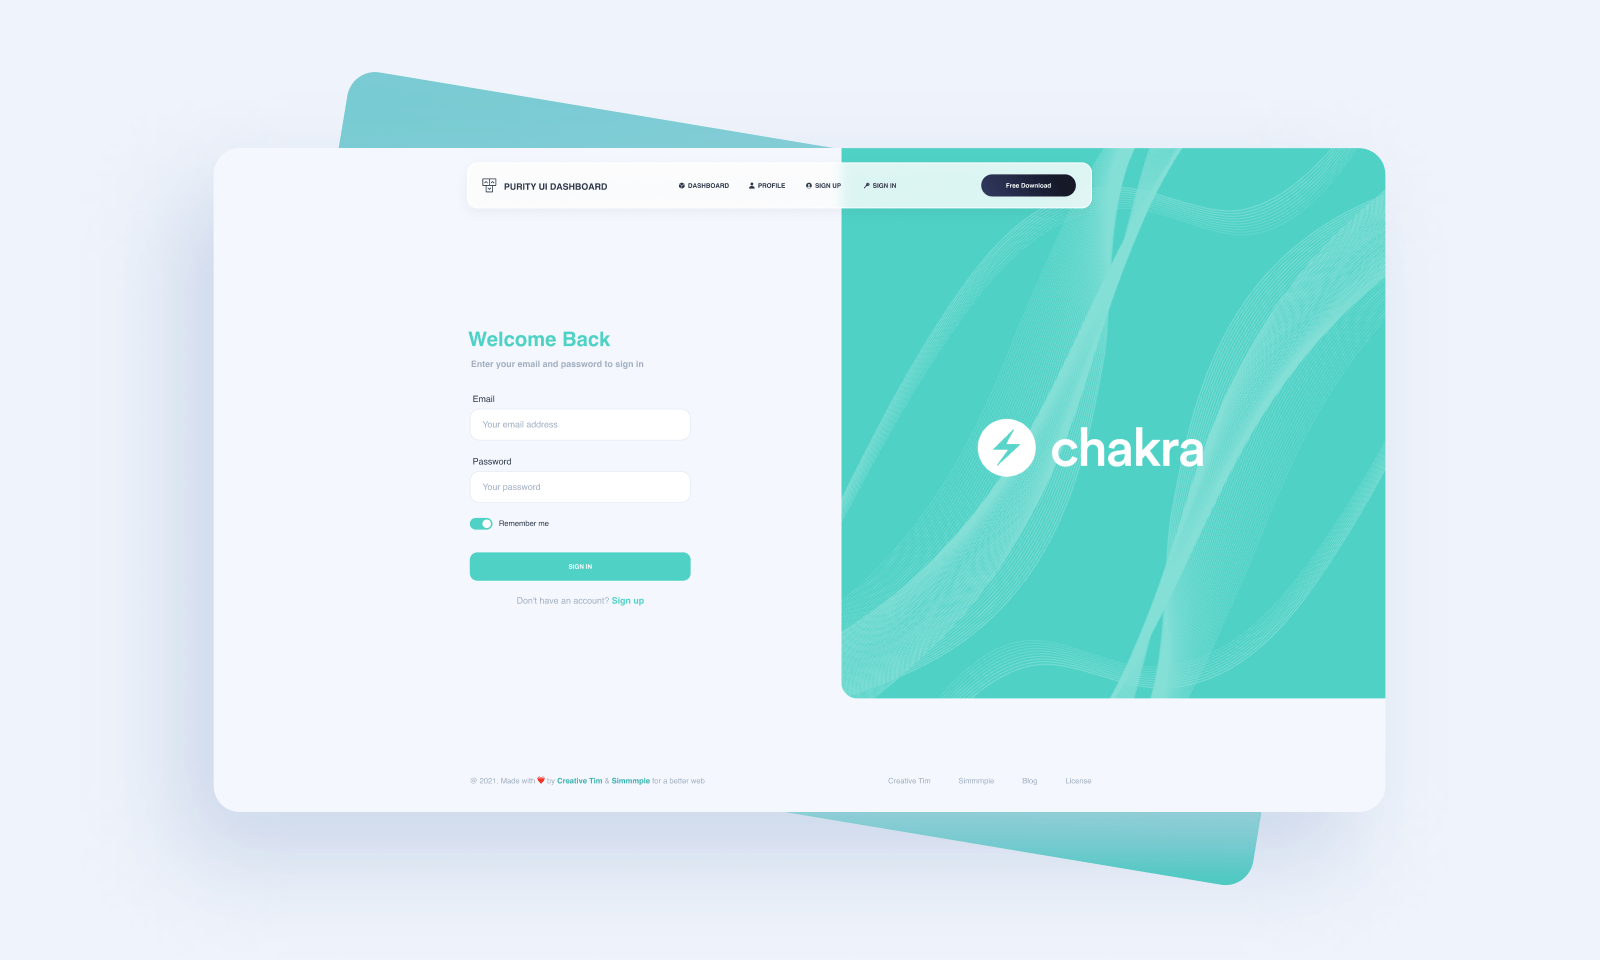 PURITY UI DASHBOARD DASHBOARD PROFILE SIGN UP SIGN IN Free Download
Welcome Back
Enter your email and password to sign in
Email
Your email address
Password
Your password
Remember me
SIGN IN
Don't have an account? Sign up
chakra
@ 2021. Made with ❤️ by Creative Tim & Simmmple for a better web
Creative Tim Simmmple Blog License